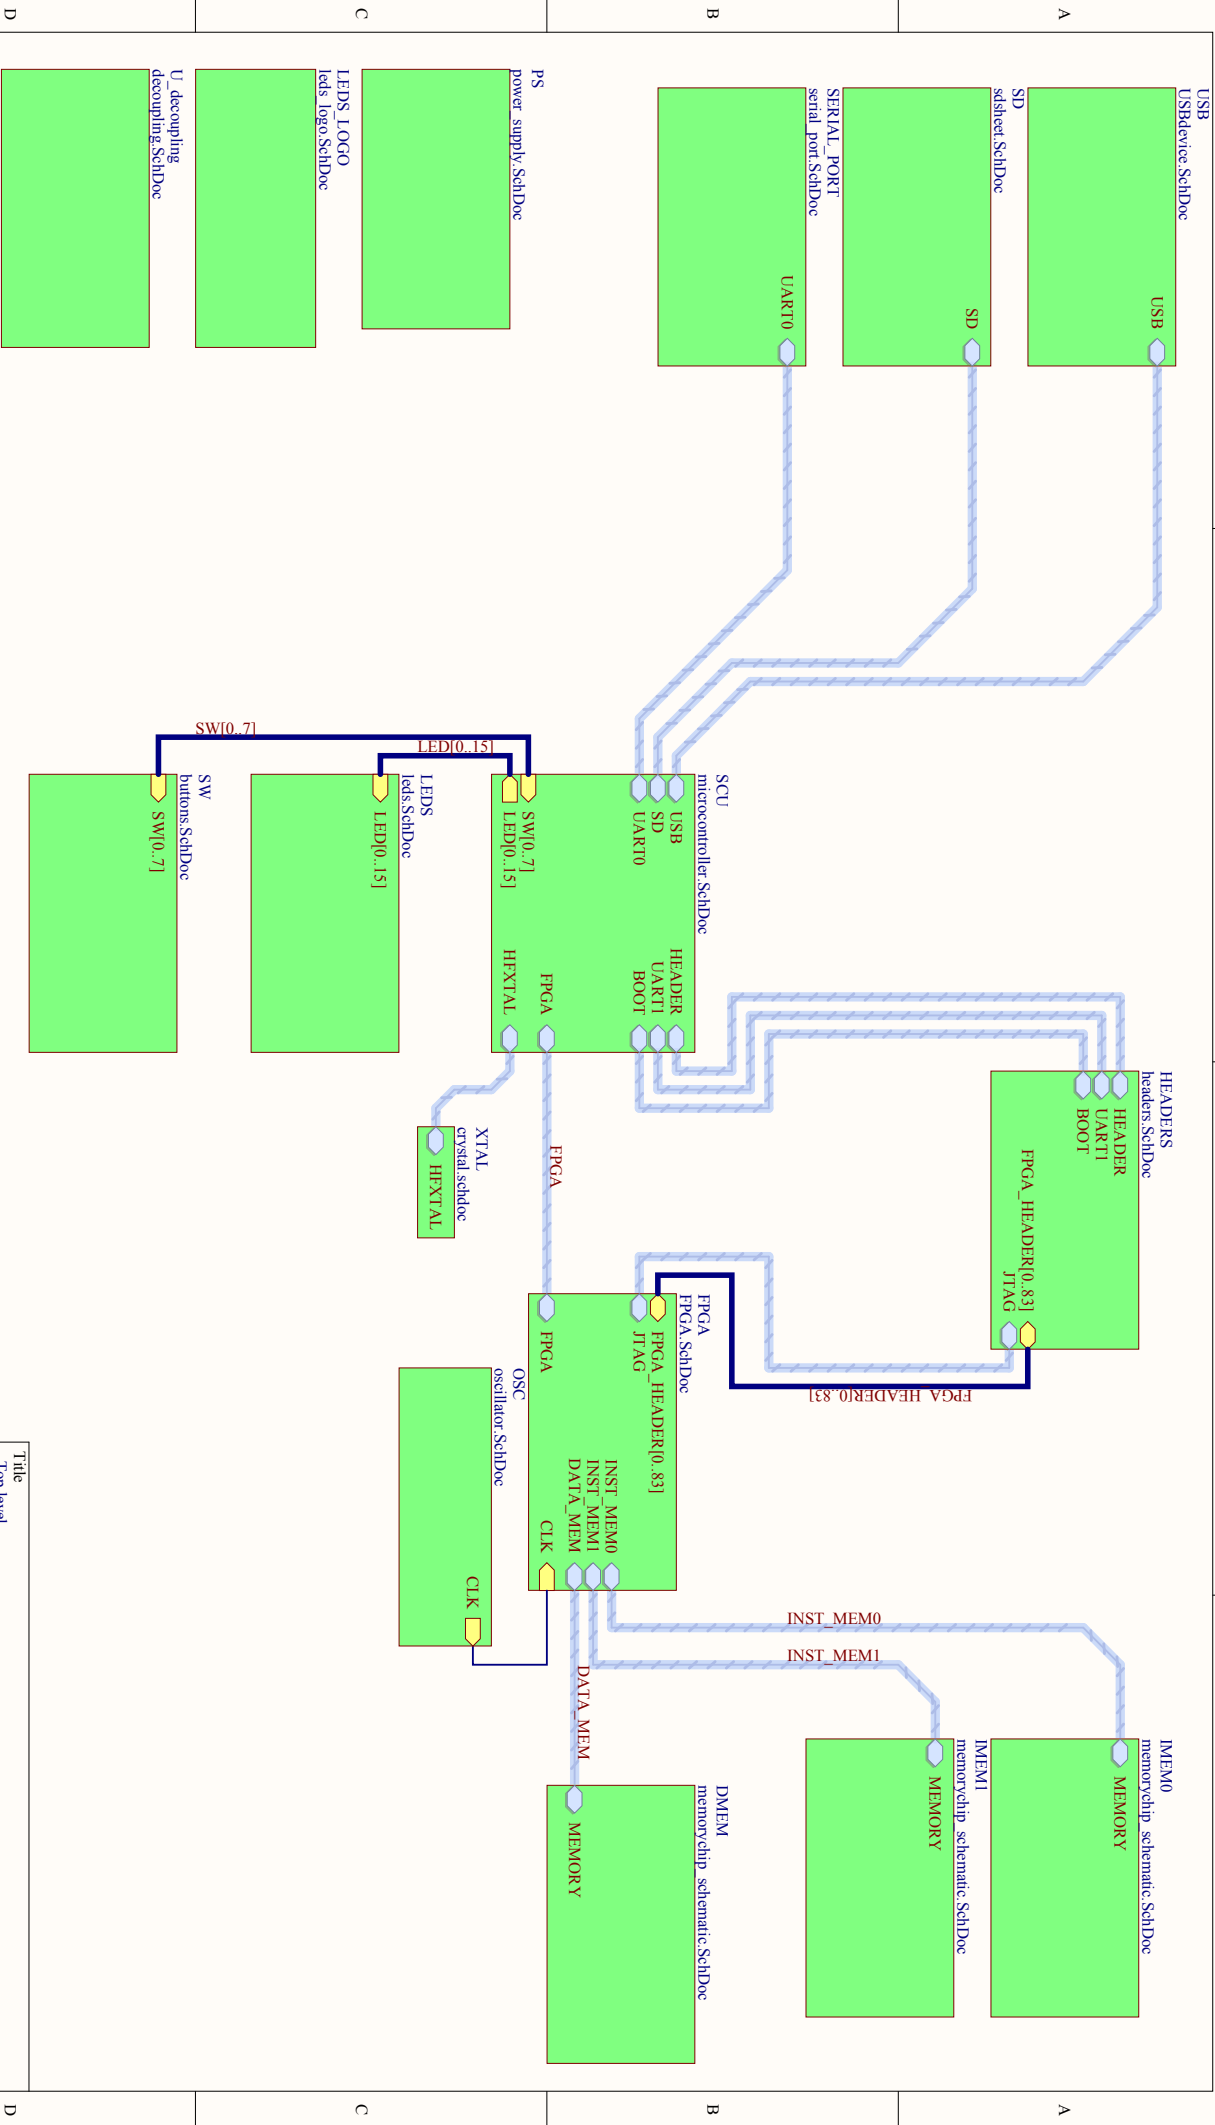 A
B
C
D
USB
USBdevice.SchDoc
USB
SD
sdsheet.SchDoc
SD
SERIAL_PORT
serial_port.SchDoc
UART0
PS
power_supply.SchDoc
LEDS_LOGO
leds_logo.SchDoc
U_decoupling
decoupling.SchDoc
SCU
microcontroller.SchDoc
USB
SD
UART0
HEADER
UART1
BOOT
SW[0..7]
LED[0..15]
FPGA
HFXTAL
SW[0..7]
LED[0..15]
LEDS
leds.SchDoc
LED[0..15]
SW
buttons.SchDoc
SW[0..7]
HEADERS
headers.SchDoc
HEADER
UART1
BOOT
FPGA_HEADER[0..83]
JTAG
FPGA_HEADER[0..83]
XTAL
crystal.schdoc
HFXTAL
FPGA
FPGA
FPGA.SchDoc
FPGA_HEADER[0..83]
JTAG
FPGA
INST_MEM0
INST_MEM1
DATA_MEM
CLK
OSC
oscillator.SchDoc
CLK
INST_MEM0
INST_MEM1
DATA_MEM
IMEM0
memorychip_schematic.SchDoc
MEMORY
IMEM1
memorychip_schematic.SchDoc
MEMORY
DMEM
memorychip_schematic.SchDoc
MEMORY
Title
Top level
A
B
C
D